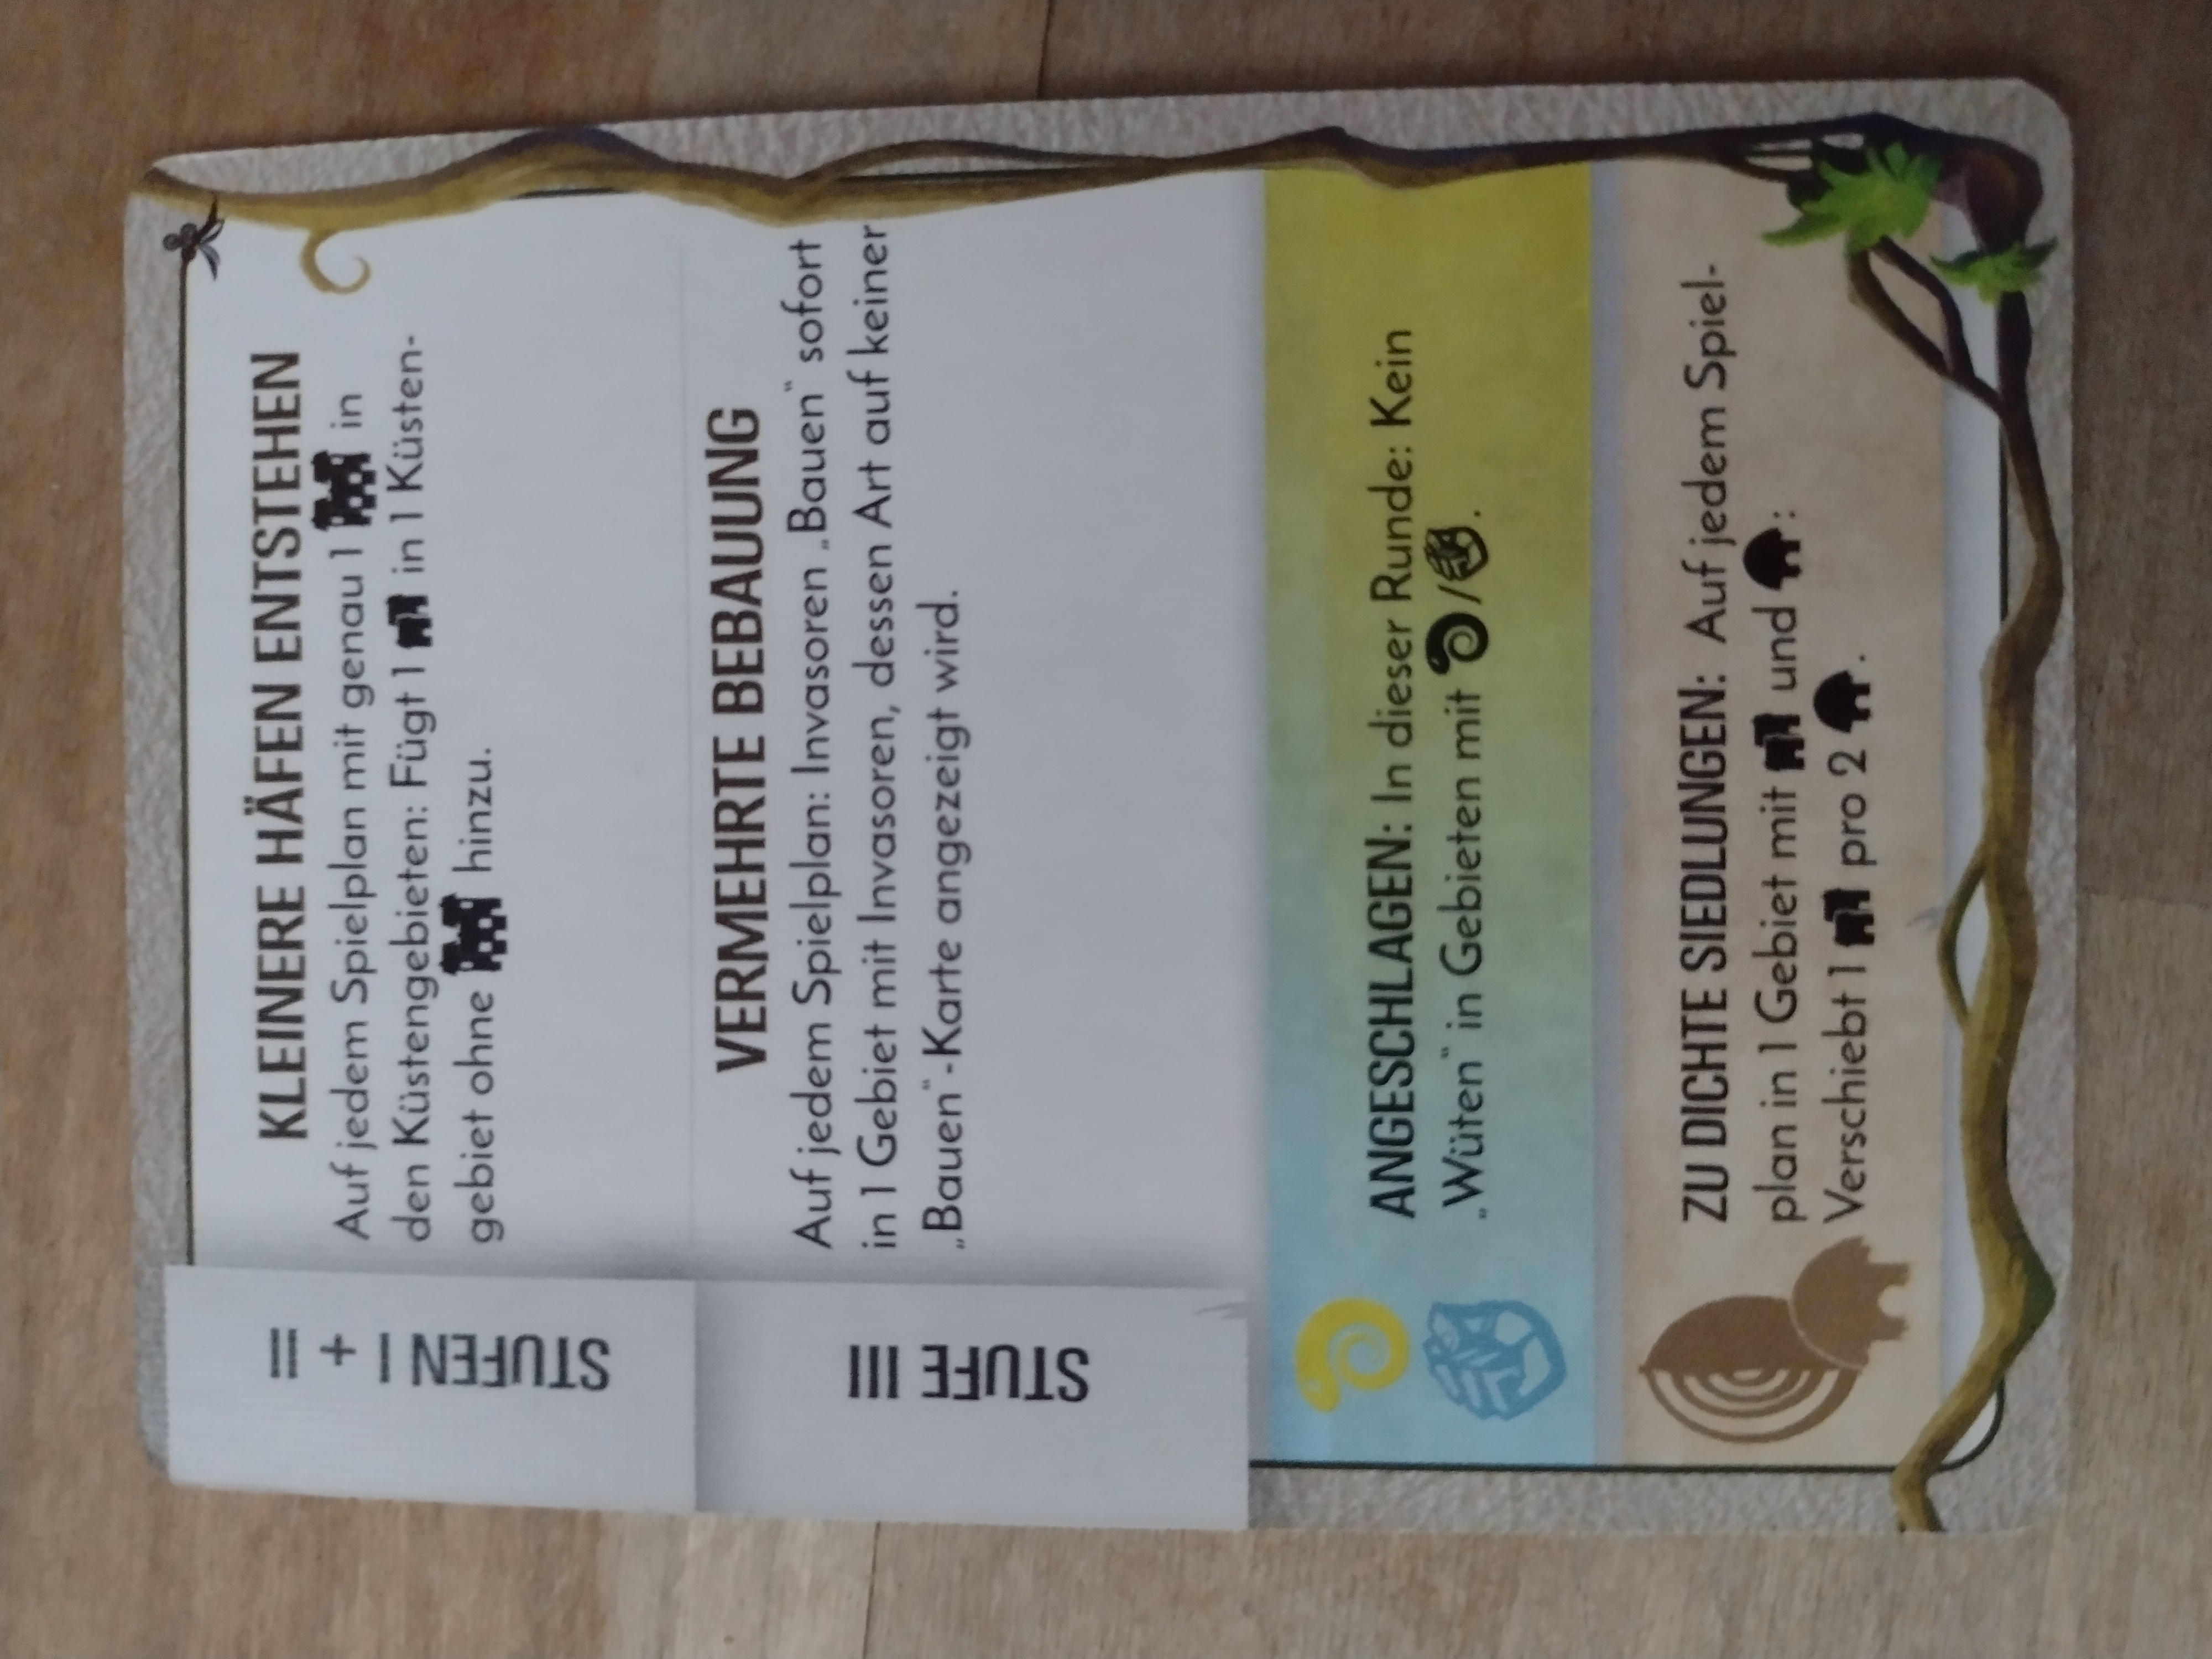 STUFEN I + II
KLEINERE HÄFEN ENTSTEHEN
Auf jedem Spielplan mit genau 1 in
den Küstengebieten: Fügt 1 in 1 Küsten-
gebiet ohne hinzu.
STUFE III
VERMEHRTE BEBAUUNG
Auf jedem Spielplan: Invasoren „Bauen“ sofort
in 1 Gebiet mit Invasoren, dessen Art auf keiner
„Bauen“-Karte angezeigt wird.
ANGESCHLAGEN: In dieser Runde: Kein
„Wüten“ in Gebieten mit / .
ZU DICHTE SIEDLUNGEN: Auf jedem Spiel-
plan in 1 Gebiet mit und :
Verschiebt 1 pro 2 .